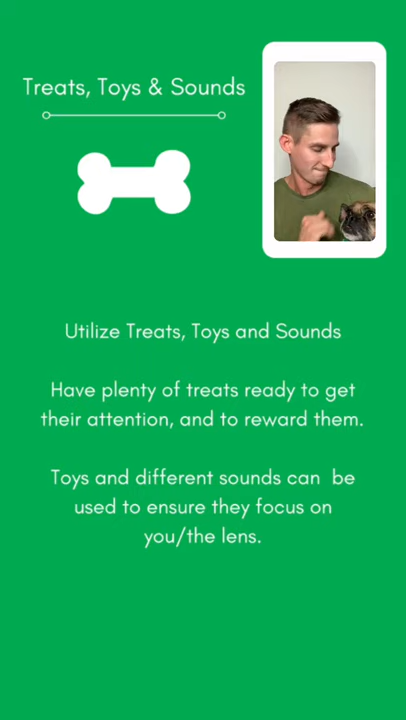 Treats, Toys & Sounds
Utilize Treats, Toys and Sounds
Have plenty of treats ready to get
their attention, and to reward them.
Toys and different sounds can be
used to ensure they focus on
you/the lens.